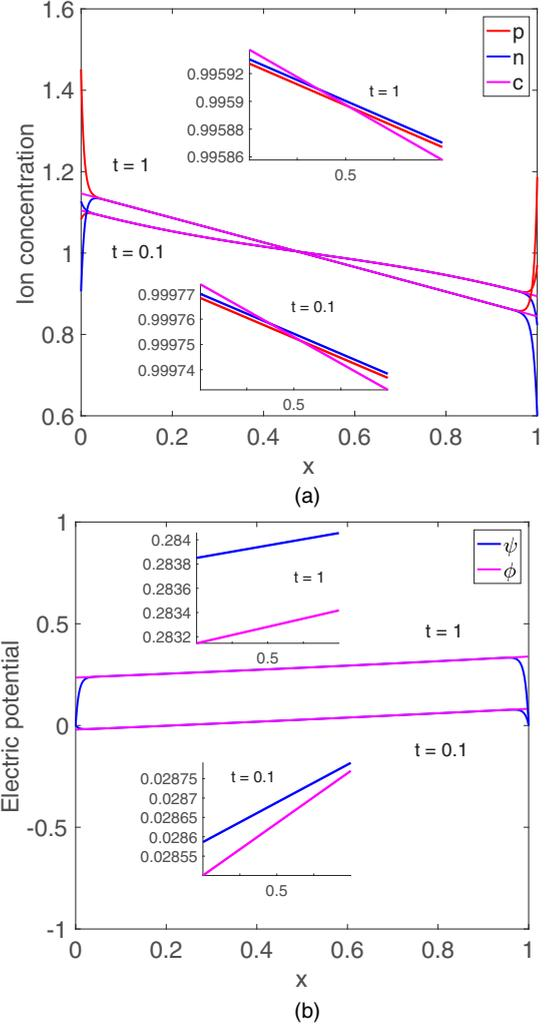 1.6
1.4
1.2
1
0.8
0.6
Ion concentration
p
n
c
0.99592
0.9959
0.99588
0.99586
t = 1
0.5
t = 1
t = 0.1
0.99977
0.99976
0.99975
0.99974
t = 0.1
0.5
0 0.2 0.4 0.6 0.8 1
x
(a)
1
0.5
0
-0.5
-1
Electric potential
ψ
ϕ
0.284
0.2838
0.2836
0.2834
0.2832
t = 1
0.5
t = 1
t = 0.1
0.02875
0.0287
0.02865
0.0286
0.02855
t = 0.1
0.5
0 0.2 0.4 0.6 0.8 1
x
(b)